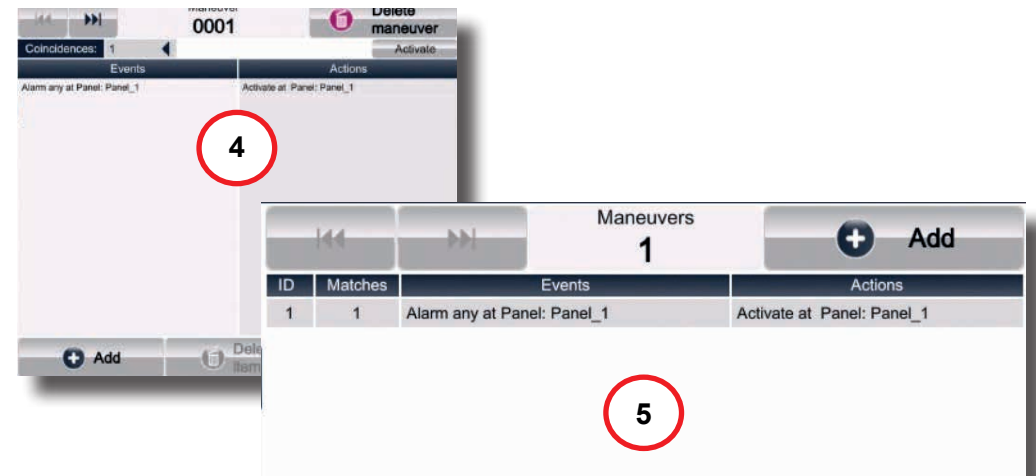 Maneuver
0001
Delete
maneuver
Coincidences: 1
Activate
Events
Actions
Alarm any at Panel: Panel_1
Activate at Panel: Panel_1
4
Add
Maneuvers
1
Add
ID
Matches
Events
Actions
1
1
Alarm any at Panel: Panel_1
Activate at Panel: Panel_1
5